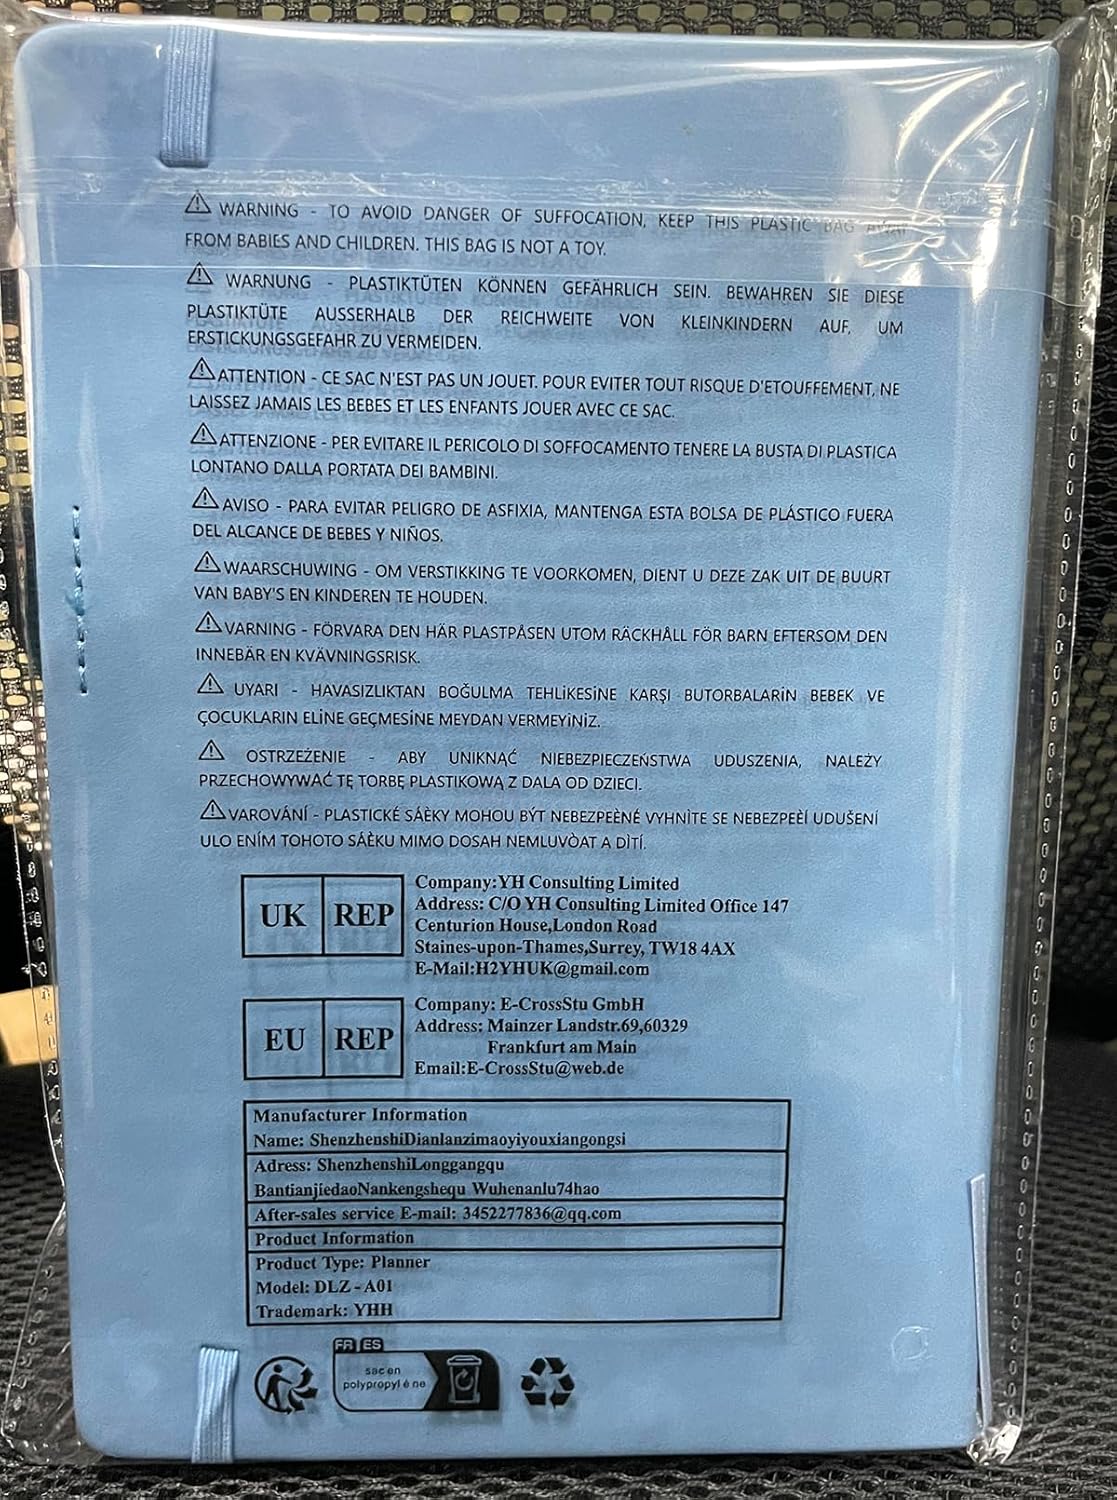 WARNING - TO AVOID DANGER OF SUFFOCATION, KEEP THIS PLASTIC BAG AWAY
FROM BABIES AND CHILDREN. THIS BAG IS NOT A TOY.
WARNUNG - PLASTIKTÜTEN KÖNNEN GEFÄHRLICH SEIN. BEWAHREN SIE DIESE
PLASTIKTÜTE AUSSERHALB DER REICHWEITE VON KLEINKINDERN AUF, UM
ERSTICKUNGSGEFAHR ZU VERMEIDEN.
ATTENTION - CE SAC N'EST PAS UN JOUET. POUR EVITER TOUT RISQUE D'ETOUFFEMENT, NE
LAISSEZ JAMAIS LES BEBES ET LES ENFANTS JOUER AVEC CE SAC.
ATTENZIONE - PER EVITARE IL PERICOLO DI SOFFOCAMENTO TENERE LA BUSTA DI PLASTICA
LONTANO DALLA PORTATA DEI BAMBINI.
AVISO - PARA EVITAR PELIGRO DE ASFIXIA, MANTENGA ESTA BOLSA DE PLÁSTICO FUERA
DEL ALCANCE DE BEBES Y NIÑOS.
WAARSCHUWING - OM VERSTIKKING TE VOORKOMEN, DIENT U DEZE ZAK UIT DE BUURT
VAN BABY'S EN KINDEREN TE HOUDEN.
VARNING - FÖRVARA DEN HÄR PLASTPÅSEN UTOM RÄCKHÅLL FÖR BARN EFTERSOM DEN
INNEBÄR EN KVÄVNINGSRISK.
UYARI - HAVASIZLIKTAN BOĞULMA TEHLİKESİNE KARŞI BUTORBALARİN BEBEK VE
ÇOCUKLARIN ELİNE GEÇMESİNE MEYDAN VERMEYİNİZ.
OSTRZEŻENIE - ABY UNIKNĄĆ NIEBEZPIECZEŃSTWA UDUSZENIA, NALEŻY
PRZECHOWYWAĆ TĘ TORBĘ PLASTIKOWĄ Z DALA OD DZIECI.
VAROVÁNÍ - PLASTICKÉ SÁÈKY MOHOU BÝT NEBEZPEÈNÉ VYHNÌTE SE NEBEZPEÈÍ UDUŠENÍ
ULO ENÍM TOHOTO SÁÈKU MIMO DOSAH NEMLUVÒAT A DÌTÍ.
UK REP
Company:YH Consulting Limited
Address: C/O YH Consulting Limited Office 147
Centurion House,London Road
Staines-upon-Thames,Surrey, TW18 4AX
E-Mail:H2YHUK@gmail.com
EU REP
Company: E-CrossStu GmbH
Address: Mainzer Landstr.69,60329
Frankfurt am Main
Email:E-CrossStu@web.de
Manufacturer Information
Name: ShenzhenshiDianlanzimaoyiyouxiangongsi
Adress: ShenzhenshiLonggangqu
BantianjiedaoNankengshequ Wuhenanlu74hao
After-sales service E-mail: 3452277836@qq.com
Product Information
Product Type: Planner
Model: DLZ-A01
Trademark: YHH
FR ES
sac en
polypropylène